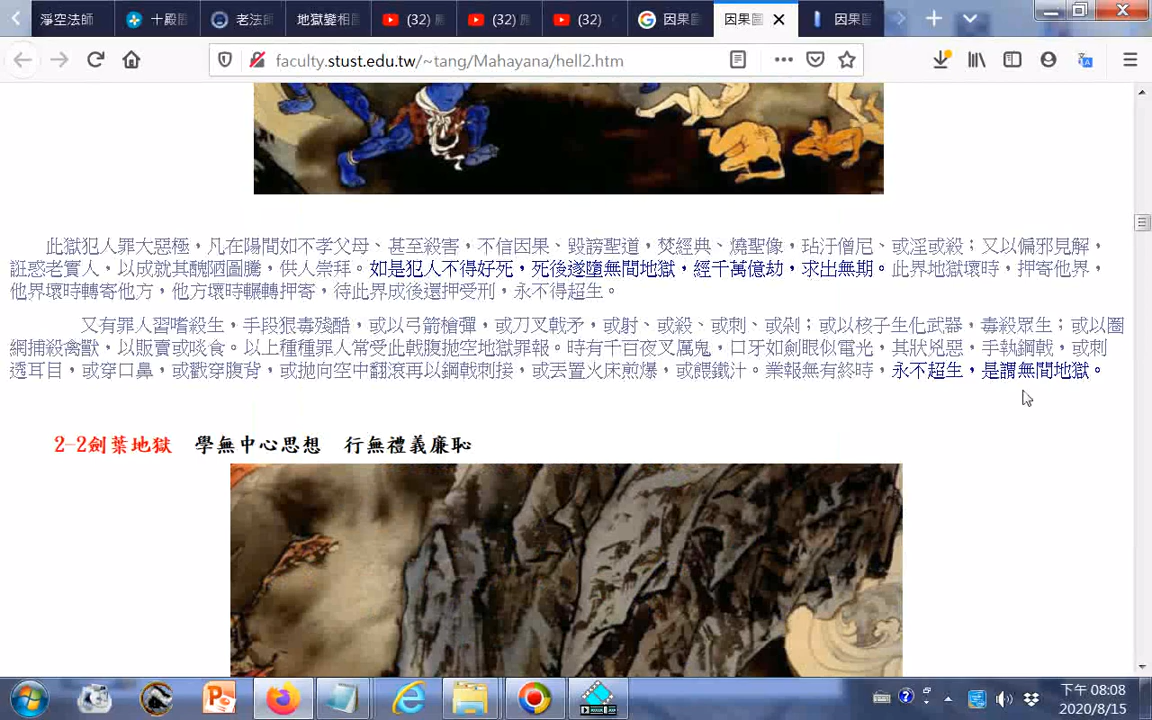 淨空法師
十殿
老法師
地獄變相
(32)
(32)
(32)
因果圖
因果圖
因果圖
faculty.stust.edu.tw/~tang/Mahayana/hell2.htm
此獄犯人罪大惡極，凡在陽間如不孝父母、甚至殺害，不信因果、毀謗聖道，焚經典、燒聖像，玷汙僧尼、或淫或殺；又以偏邪見解，
誑惑老實人，以成就其醜陋圖騰，供人崇拜。如是犯人不得好死，死後遂墮無間地獄，經千萬億劫，求出無期。此界地獄壞時，押寄他界，
他界壞時轉寄他方，他方壞時輾轉押寄，待此界成後還押受刑，永不得超生。
又有罪人習嗜殺生，手段狠毒殘酷，或以弓箭槍彈，或刀叉戟矛，或射、或殺、或刺、或剁；或以核子生化武器，毒殺眾生；或以圈
網捕殺禽獸，以販賣或啖食。以上種種罪人常受此戟腹拋空地獄罪報。時有千百夜叉厲鬼，口牙如劍眼似電光，其狀兇惡，手執鋼戟，或刺
透耳目，或穿口鼻，或戳穿腹背，或拋向空中翻滾再以鋼戟刺接，或丟置火床煎爆，或餵鐵汁。業報無有終時，永不超生，是謂無間地獄。
2-2劍葉地獄 學無中心思想 行無禮義廉恥
下午 08:08
2020/8/15